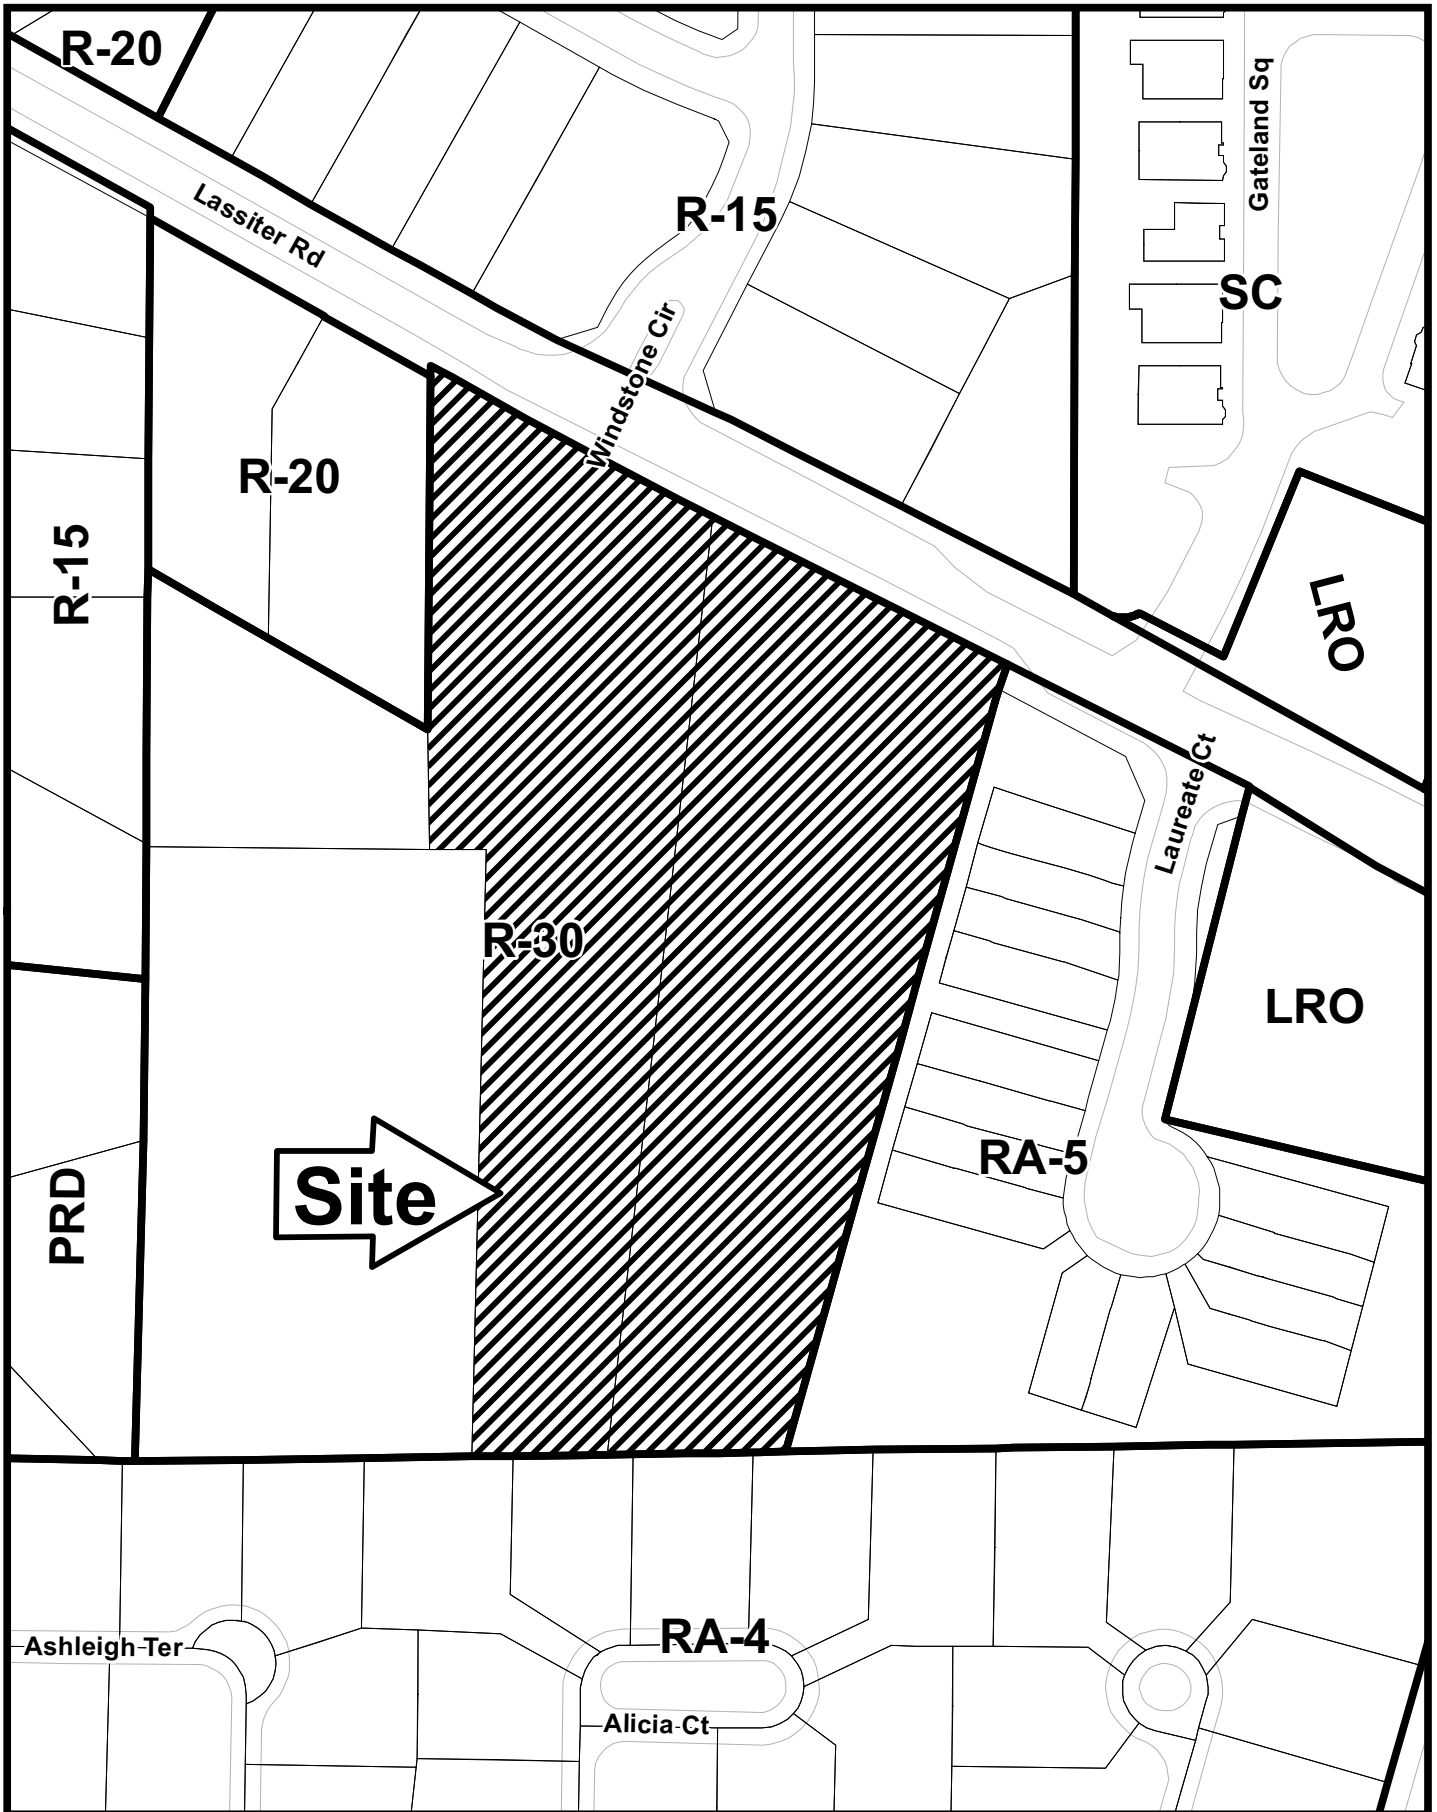 R-20
Gateland Sq
Lassiter Rd
R-15
SC
Windstone Cir
R-20
R-15
LRO
Laureate Ct
R-30
LRO
RA-5
Site
PRD
RA-4
Ashleigh Ter
Alicia Ct